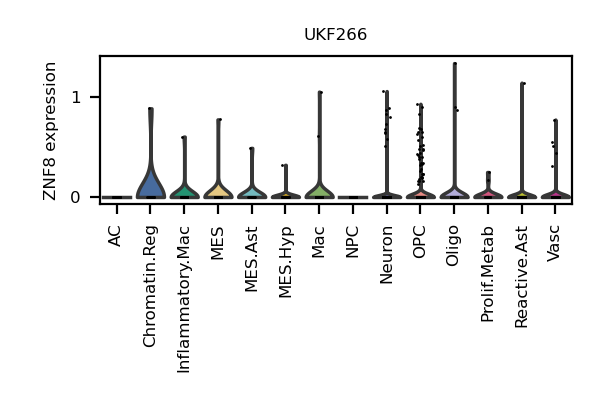 UKF266
ZNF8 expression
1
0
AC
Chromatin.Reg
Inflammatory.Mac
MES
MES.Ast
MES.Hyp
Mac
NPC
Neuron
OPC
Oligo
Prolif.Metab
Reactive.Ast
Vasc